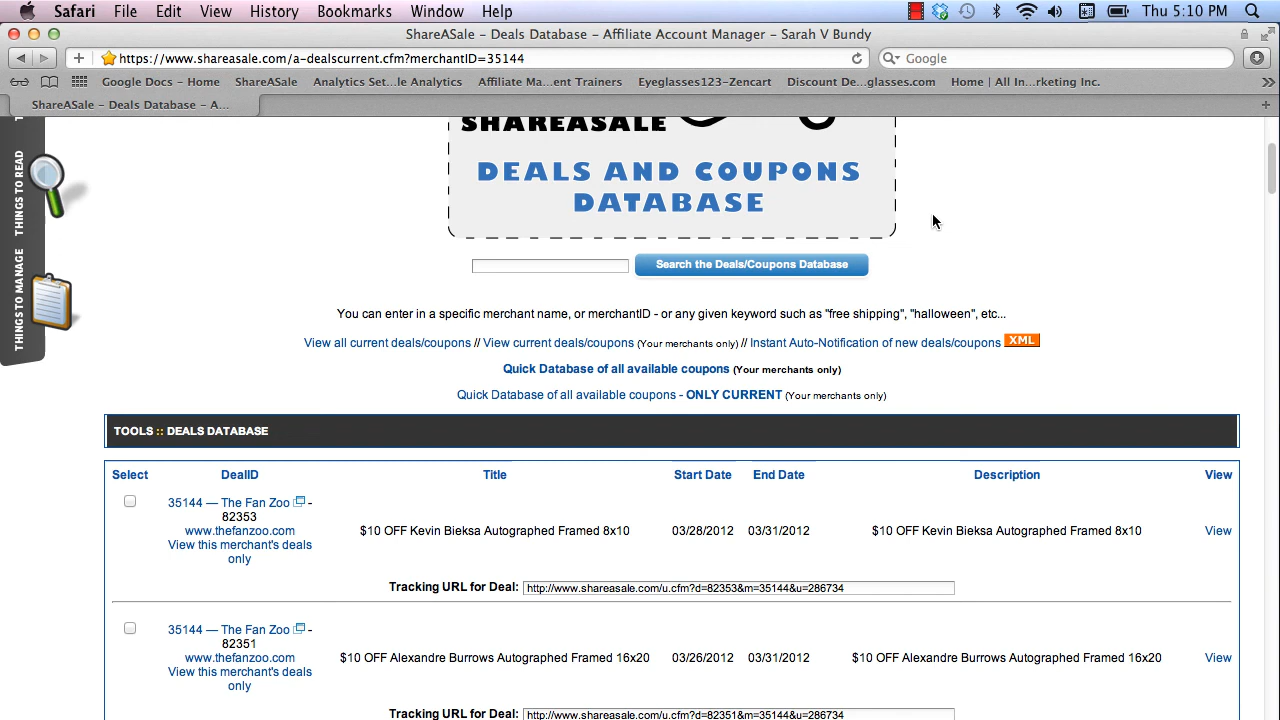 Safari File Edit View History Bookmarks Window Help Thu 5:10 PM
ShareASale - Deals Database - Affiliate Account Manager - Sarah V Bundy
https://www.shareasale.com/a-dealscurrent.cfm?merchantID=35144
Google
Google Docs - Home ShareASale Analytics Set...le Analytics Affiliate Ma...ent Trainers Eyeglasses123-Zencart Discount De...glasses.com Home | All In...rketing Inc.
ShareASale - Deals Database - A...
THINGS TO READ
THINGS TO MANAGE
SHAREASALE
DEALS AND COUPONS
DATABASE
Search the Deals/Coupons Database
You can enter in a specific merchant name, or merchantID - or any given keyword such as "free shipping", "halloween", etc...
View all current deals/coupons // View current deals/coupons (Your merchants only) // Instant Auto-Notification of new deals/coupons XML
Quick Database of all available coupons (Your merchants only)
Quick Database of all available coupons - ONLY CURRENT (Your merchants only)
TOOLS :: DEALS DATABASE
Select DealID Title Start Date End Date Description View
35144 — The Fan Zoo -
82353
www.thefanzoo.com $10 OFF Kevin Bieksa Autographed Framed 8x10 03/28/2012 03/31/2012 $10 OFF Kevin Bieksa Autographed Framed 8x10 View
View this merchant's deals
only
Tracking URL for Deal: http://www.shareasale.com/u.cfm?d=82353&m=35144&u=286734
35144 — The Fan Zoo -
82351
www.thefanzoo.com $10 OFF Alexandre Burrows Autographed Framed 16x20 03/26/2012 03/31/2012 $10 OFF Alexandre Burrows Autographed Framed 16x20 View
View this merchant's deals
only
Tracking URL for Deal: http://www.shareasale.com/u.cfm?d=82351&m=35144&u=286734